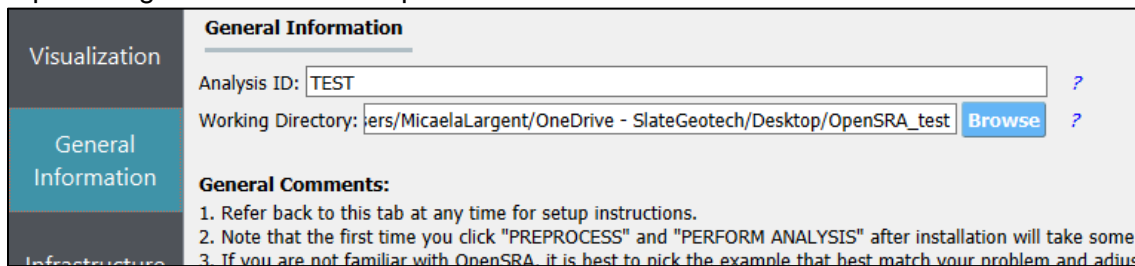 General Information
Visualization
Analysis ID: TEST ?
Working Directory: sers/MicaelaLargent/OneDrive - SlateGeotech/Desktop/OpenSRA_test Browse ?
General
Information
General Comments:
1. Refer back to this tab at any time for setup instructions.
2. Note that the first time you click "PREPROCESS" and "PERFORM ANALYSIS" after installation will take some
Infrastructure
3. If you are not familiar with OpenSRA, it is best to pick the example that best match your problem and adjus